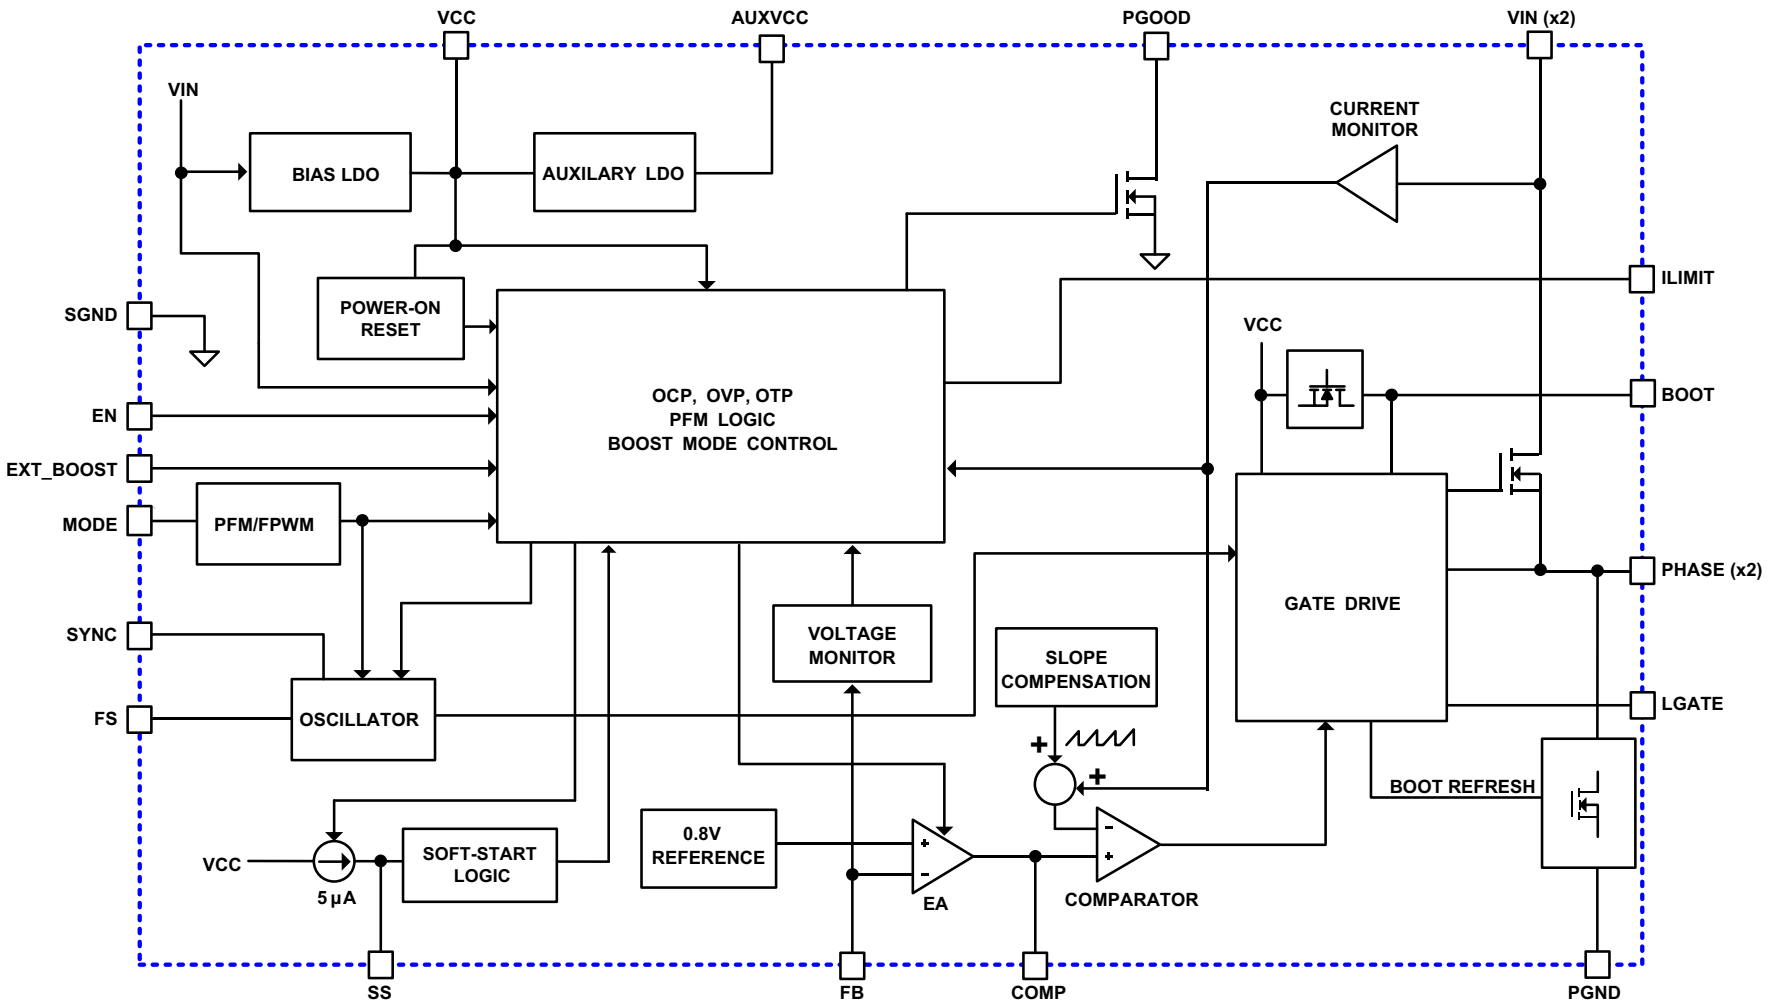 VCC
AUXVCC
PGOOD
VIN (x2)
VIN
BIAS LDO
AUXILARY LDO
CURRENT
MONITOR
SGND
POWER-ON
RESET
ILIMIT
VCC
BOOT
OCP, OVP, OTP
PFM LOGIC
BOOST MODE CONTROL
EN
EXT_BOOST
MODE
PFM/FPWM
PHASE (x2)
GATE DRIVE
SYNC
VOLTAGE
MONITOR
SLOPE
COMPENSATION
FS
OSCILLATOR
LGATE
+
+
BOOT REFRESH
0.8V
REFERENCE
+
-
EA
-
+
COMPARATOR
VCC
5 µA
SOFT-START
LOGIC
SS
FB
COMP
PGND